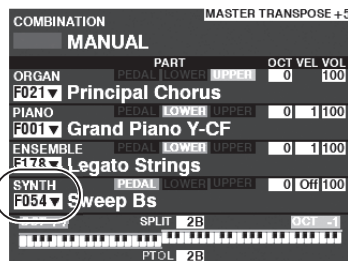 MASTER TRANSPOSE +5
COMBINATION
MANUAL
PART OCT VEL VOL
ORGAN PEDAL LOWER UPPER 0 100
F021▼ Principal Chorus
PIANO PEDAL LOWER UPPER 0 1 100
F001▼ Grand Piano Y-CF
ENSEMBLE PEDAL LOWER UPPER 0 1 100
F178▼ Legato Strings
SYNTH PEDAL LOWER UPPER 0 Off 100
F054▼ Sweep Bs
SPLIT 2B OCT -1
PTOL 2B